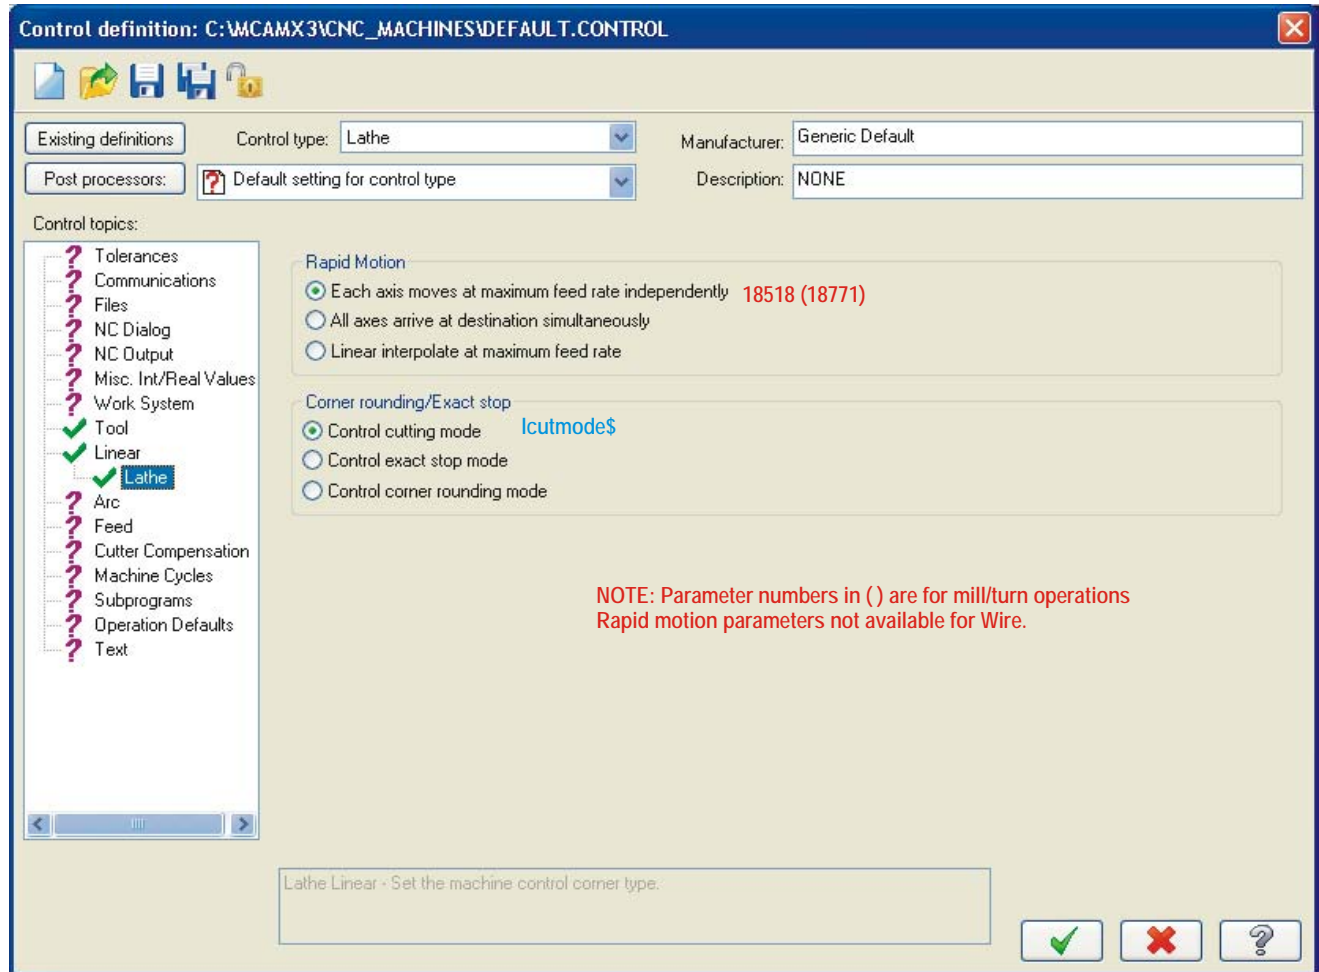 Control definition: C:\MCAMX3\CNC_MACHINES\DEFAULT.CONTROL
Existing definitions
Control type:
Lathe
Manufacturer:
Generic Default
Post processors:
Default setting for control type
Description:
NONE
Control topics:
Tolerances
Communications
Files
NC Dialog
NC Output
Misc. Int/Real Values
Work System
Tool
Linear
Lathe
Arc
Feed
Cutter Compensation
Machine Cycles
Subprograms
Operation Defaults
Text
Rapid Motion
Each axis moves at maximum feed rate independently 18518 (18771)
All axes arrive at destination simultaneously
Linear interpolate at maximum feed rate
Corner rounding/Exact stop
Control cutting mode lcutmode$
Control exact stop mode
Control corner rounding mode
NOTE: Parameter numbers in ( ) are for mill/turn operations
Rapid motion parameters not available for Wire.
Lathe Linear - Set the machine control corner type.